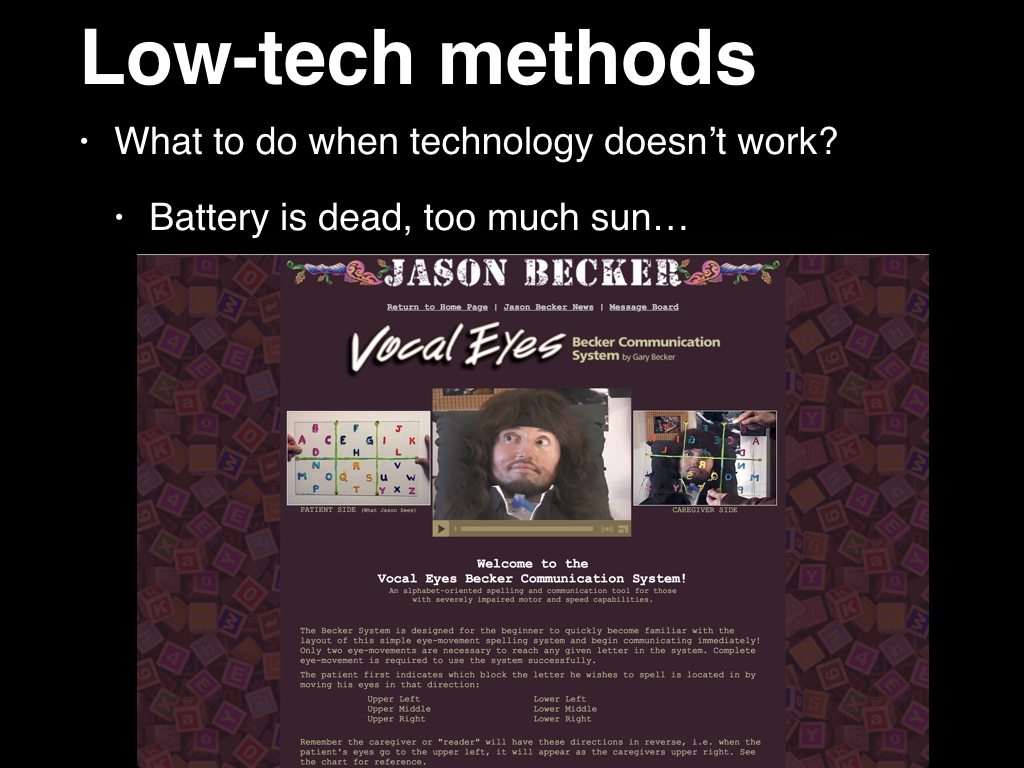 Low-tech methods
• What to do when technology doesn’t work?
• Battery is dead, too much sun…
JASON BECKER
Return to Home Page | Jason Becker News | Message Board
Vocal Eyes Becker Communication
System by Gary Becker
B F J
A C E G I K
D H L
N R V
M O Q S U W
P T Y X Z
PATIENT SIDE (What Jason Sees)
CAREGIVER SIDE
Welcome to the
Vocal Eyes Becker Communication System!
An alphabet-oriented spelling and communication tool for those
with severely impaired motor and speed capabilities.
The Becker System is designed for the beginner to quickly become familiar with the
layout of this simple eye-movement spelling system and begin communicating immediately!
Only two eye-movements are necessary to reach any given letter in the system. Complete
eye-movement is required to use the system successfully.
The patient first indicates which block the letter he wishes to spell is located in by
moving his eyes in that direction:
Upper Left Lower Left
Upper Middle Lower Middle
Upper Right Lower Right
Remember the caregiver or "reader" will have these directions in reverse, i.e. when the
patient's eyes go to the upper left, it will appear as the caregivers upper right. See
the chart for reference.